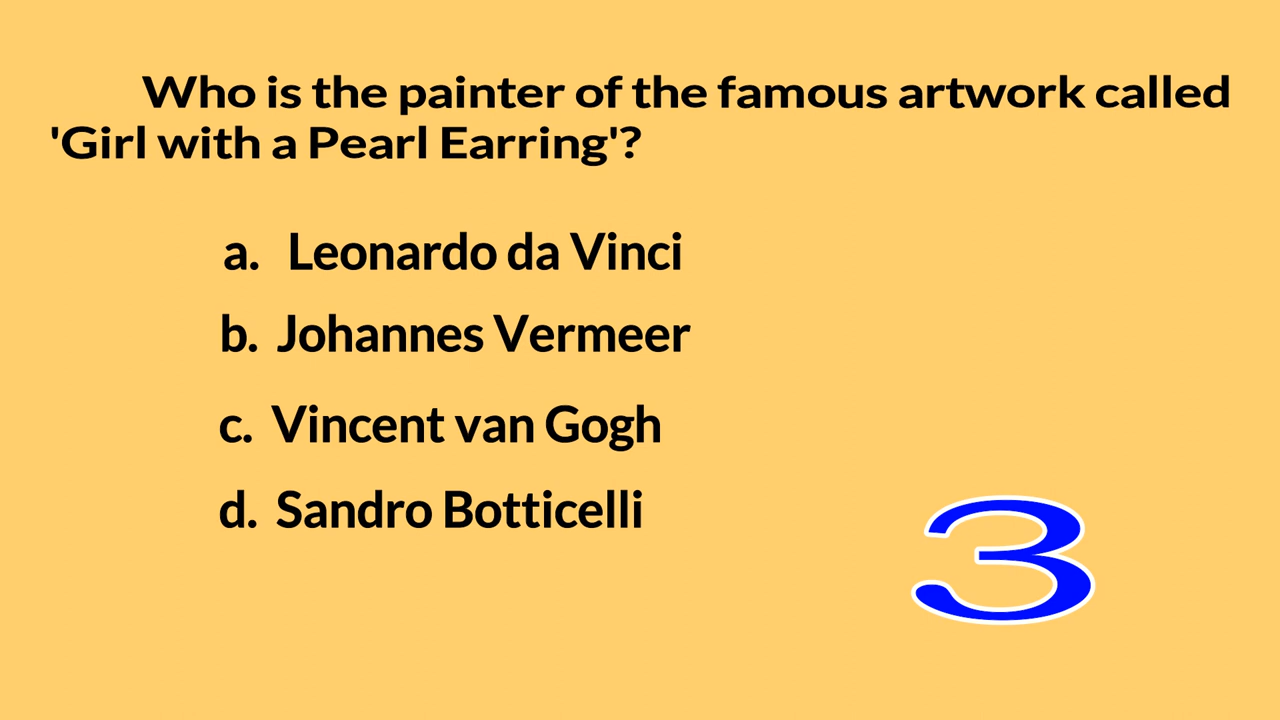 Who is the painter of the famous artwork called
'Girl with a Pearl Earring'?
a. Leonardo da Vinci
b. Johannes Vermeer
c. Vincent van Gogh
d. Sandro Botticelli
3